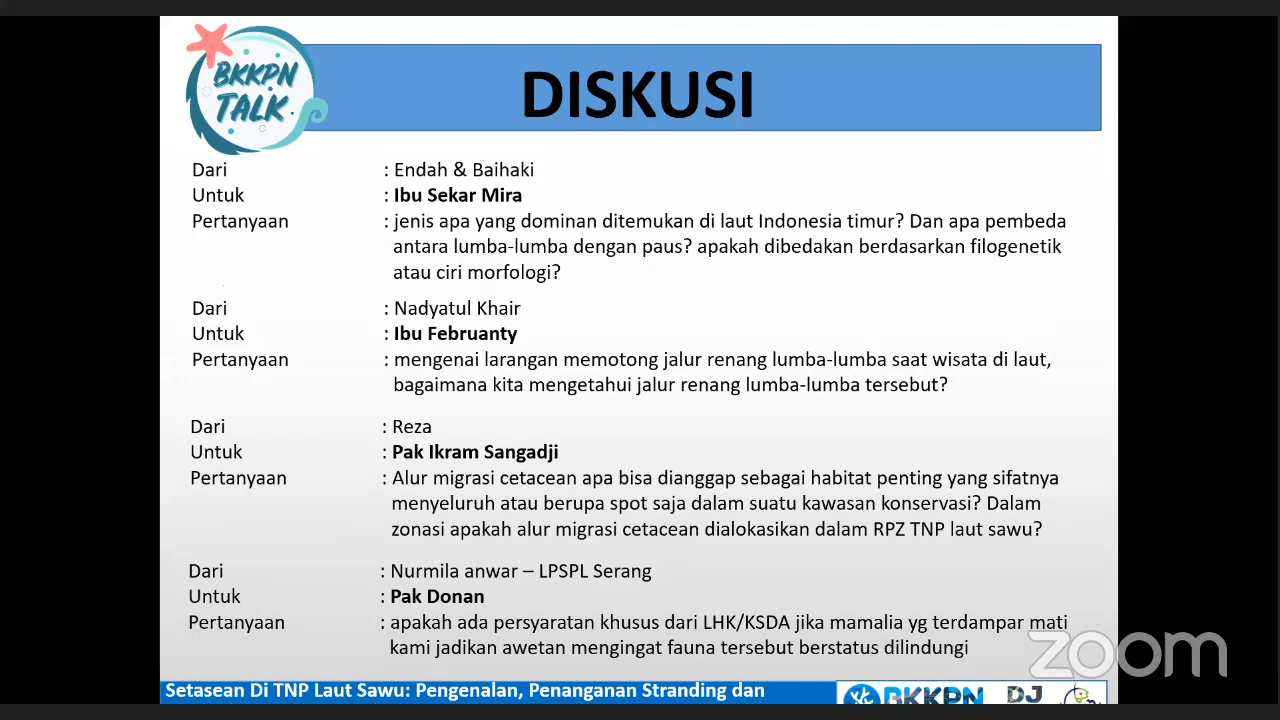 BKKPN
TALK
DISKUSI
Dari : Endah & Baihaki
Untuk : Ibu Sekar Mira
Pertanyaan : jenis apa yang dominan ditemukan di laut Indonesia timur? Dan apa pembeda
antara lumba-lumba dengan paus? apakah dibedakan berdasarkan filogenetik
atau ciri morfologi?
Dari : Nadyatul Khair
Untuk : Ibu Februanty
Pertanyaan : mengenai larangan memotong jalur renang lumba-lumba saat wisata di laut,
bagaimana kita mengetahui jalur renang lumba-lumba tersebut?
Dari : Reza
Untuk : Pak Ikram Sangadji
Pertanyaan : Alur migrasi cetacean apa bisa dianggap sebagai habitat penting yang sifatnya
menyeluruh atau berupa spot saja dalam suatu kawasan konservasi? Dalam
zonasi apakah alur migrasi cetacean dialokasikan dalam RPZ TNP laut sawu?
Dari : Nurmila anwar – LPSPL Serang
Untuk : Pak Donan
Pertanyaan : apakah ada persyaratan khusus dari LHK/KSDA jika mamalia yg terdampar mati
kami jadikan awetan mengingat fauna tersebut berstatus dilindungi
zoom
Setasean Di TNP Laut Sawu: Pengenalan, Penanganan Stranding dan
BKKPN DJ